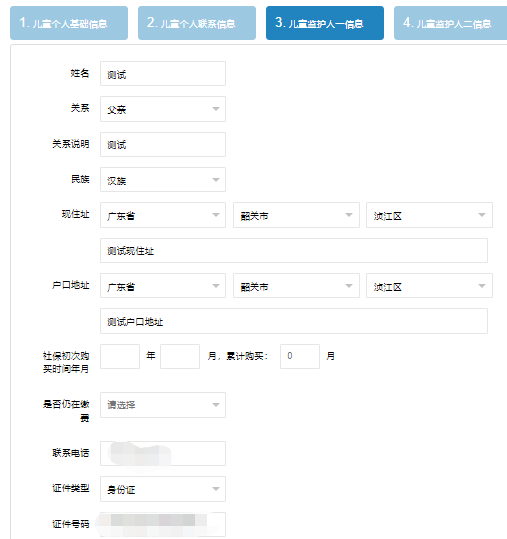 1. 儿童个人基础信息 2. 儿童个人联系信息 3. 儿童监护人一信息 4. 儿童监护人二信息
姓名 测试
关系 父亲
关系说明 测试
民族 汉族
现住址 广东省 韶关市 浈江区
测试现住址
户口地址 广东省 韶关市 浈江区
测试户口地址
社保初次购 年 月，累计购买： 0 月
买时间年月
是否仍在缴 请选择
费
联系电话
证件类型 身份证
证件号码